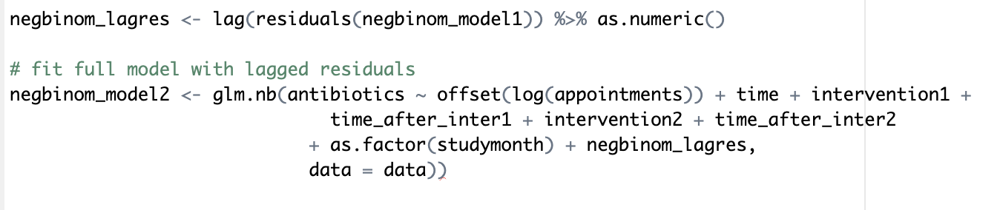 negbinom_lagres <- lag(residuals(negbinom_model1)) %>% as.numeric()
# fit full model with lagged residuals
negbinom_model2 <- glm.nb(antibiotics ~ offset(log(appointments)) + time + intervention1 +
time_after_inter1 + intervention2 + time_after_inter2
+ as.factor(studymonth) + negbinom_lagres,
data = data))